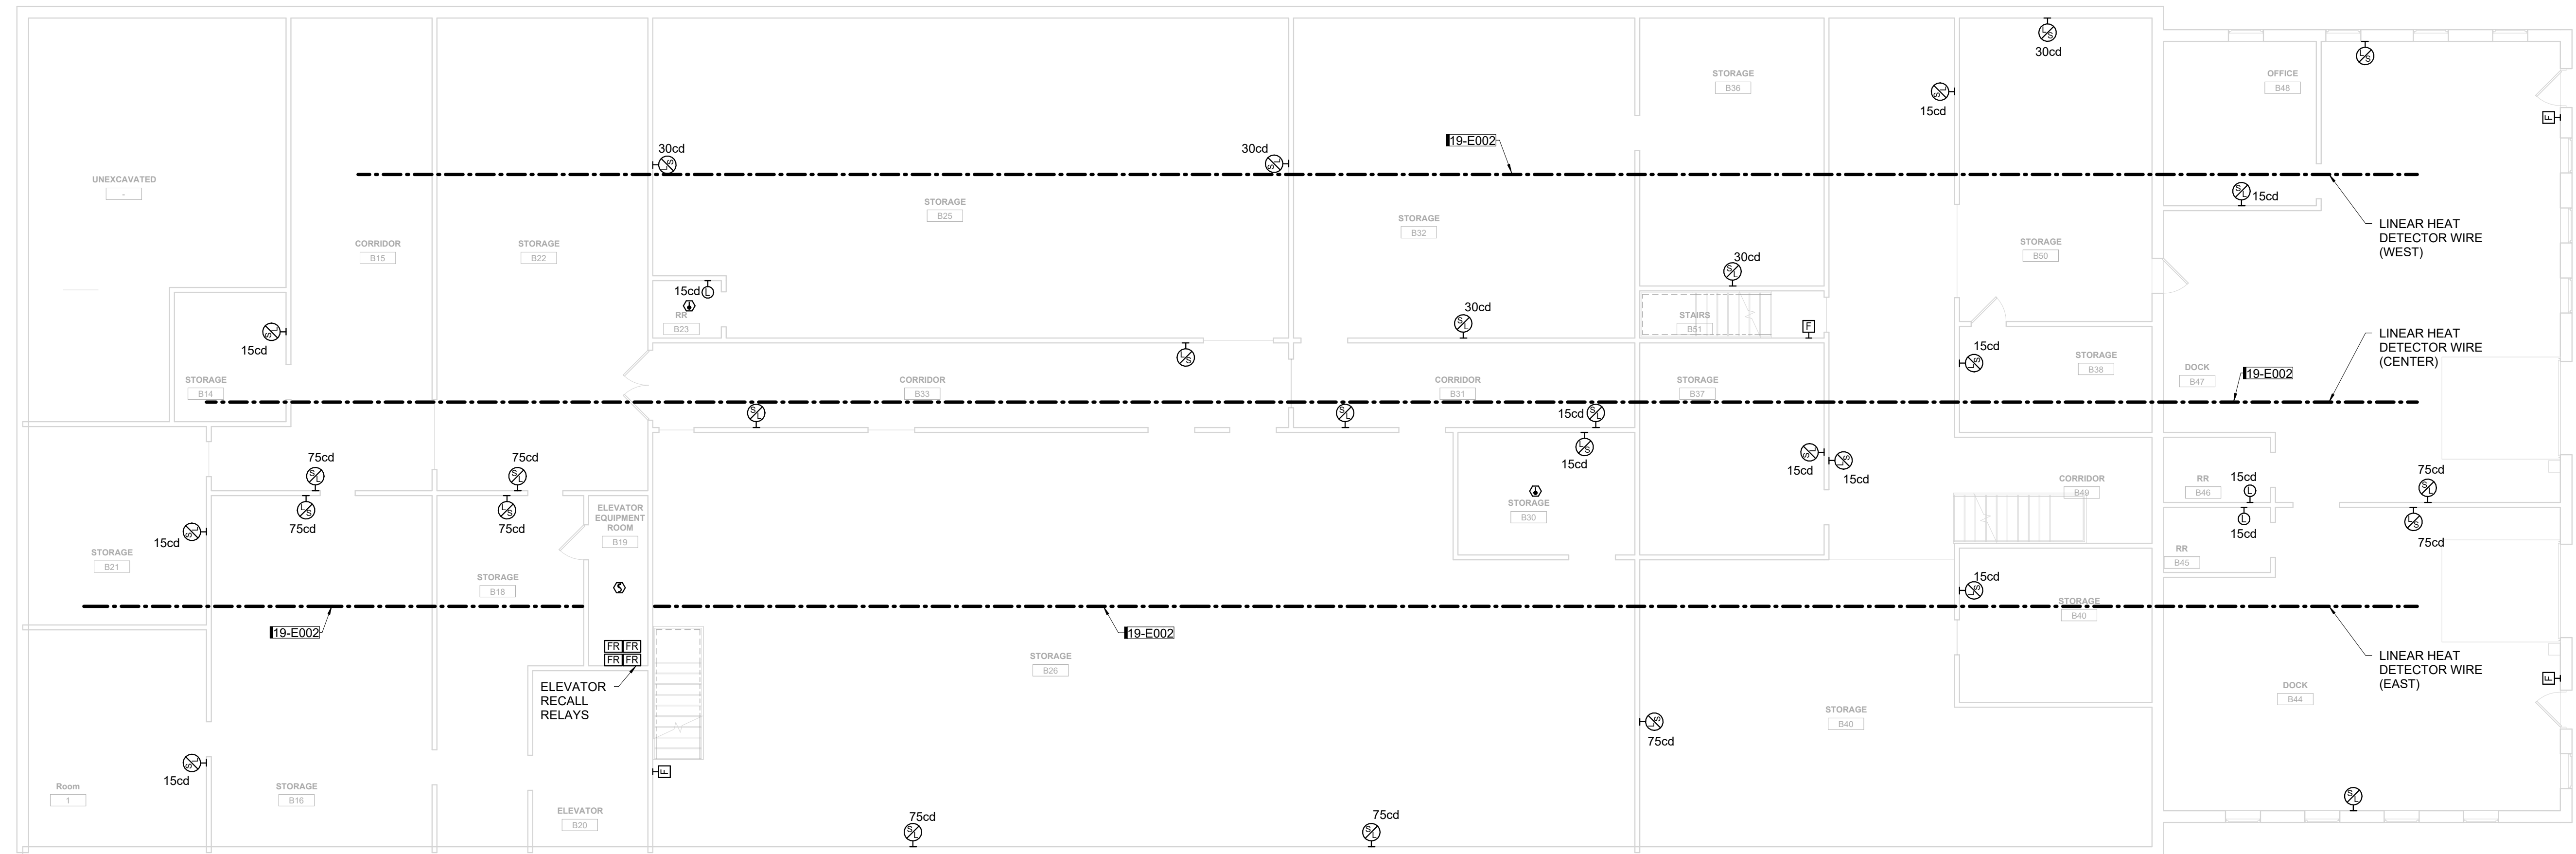 30cd
OFFICE
B48
STORAGE
B36
15cd
19-E002
30cd
30cd
UNEXCAVATED
-
F
S
L
15cd
STORAGE
B25
STORAGE
B32
LINEAR HEAT
DETECTOR WIRE
(WEST)
CORRIDOR
B15
STORAGE
B22
STORAGE
B50
30cd
15cd
L
RR
B23
30cd
STAIRS
B51
F
15cd
LINEAR HEAT
DETECTOR WIRE
(CENTER)
15cd
STORAGE
B38
DOCK
B47
19-E002
STORAGE
B14
CORRIDOR
B33
CORRIDOR
B31
STORAGE
B37
15cd
15cd
75cd
75cd
15cd
15cd
75cd
75cd
CORRIDOR
B49
RR
B46
15cd
L
75cd
75cd
STORAGE
B30
ELEVATOR
EQUIPMENT
ROOM
B19
15cd
L
15cd
75cd
STORAGE
B21
RR
B45
STORAGE
B18
S
15cd
STORAGE
B40
19-E002
19-E002
FR FR
FR FR
STORAGE
B26
LINEAR HEAT
DETECTOR WIRE
(EAST)
ELEVATOR
RECALL
RELAYS
F
DOCK
B44
STORAGE
B40
75cd
F
15cd
Room
1
STORAGE
B16
ELEVATOR
B20
75cd
75cd